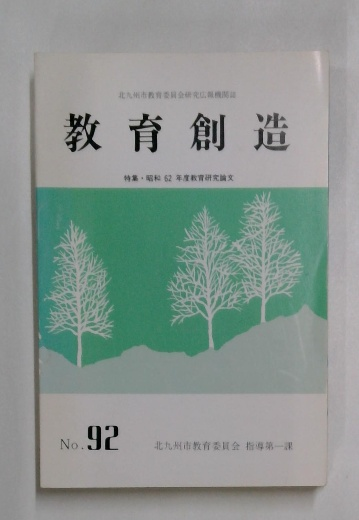 北九州市教育委員会研究広報機関誌
教育創造
特集・昭和 62 年度教育研究論文
No.92
北九州市教育委員会 指導第一課